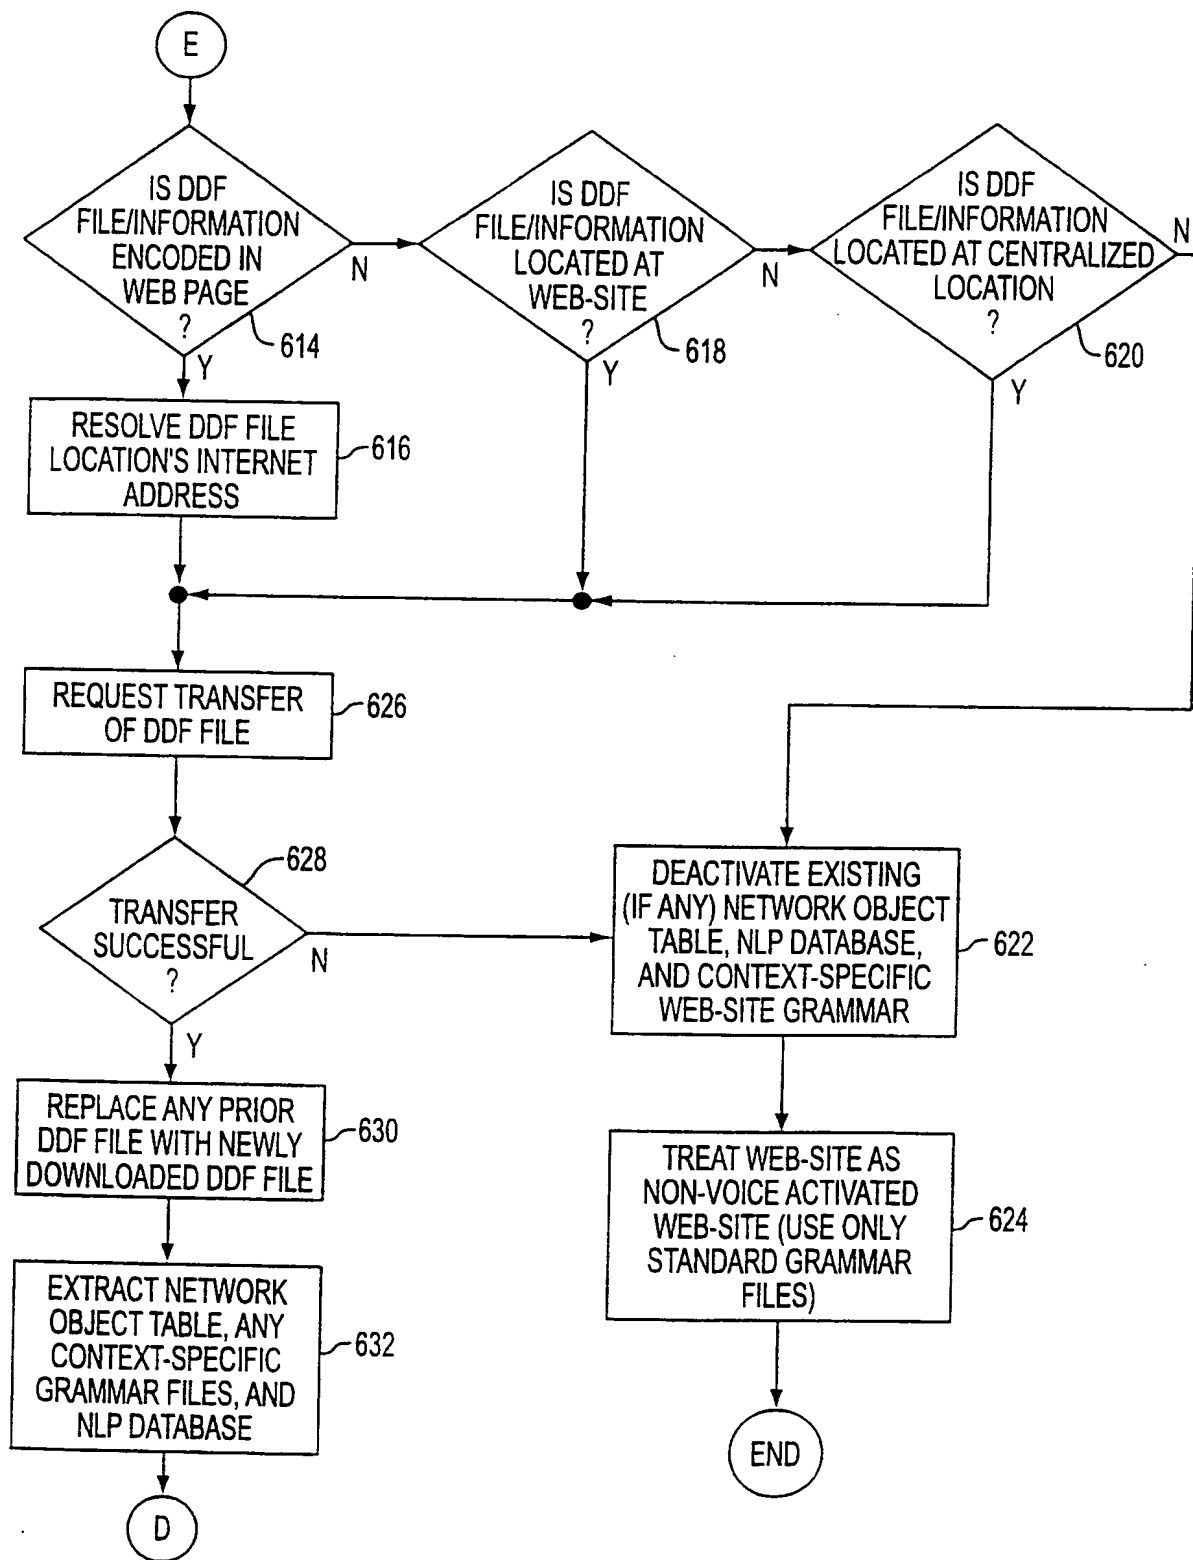 E
IS DDF
FILE/INFORMATION
ENCODED IN
WEB PAGE
?
614
N
Y
IS DDF
FILE/INFORMATION
LOCATED AT
WEB-SITE
?
618
N
Y
IS DDF
FILE/INFORMATION
LOCATED AT CENTRALIZED
LOCATION
?
620
N
Y
RESOLVE DDF FILE
LOCATION'S INTERNET
ADDRESS
616
REQUEST TRANSFER
OF DDF FILE
626
TRANSFER
SUCCESSFUL
?
628
N
Y
DEACTIVATE EXISTING
(IF ANY) NETWORK OBJECT
TABLE, NLP DATABASE,
AND CONTEXT-SPECIFIC
WEB-SITE GRAMMAR
622
REPLACE ANY PRIOR
DDF FILE WITH NEWLY
DOWNLOADED DDF FILE
630
TREAT WEB-SITE AS
NON-VOICE ACTIVATED
WEB-SITE (USE ONLY
STANDARD GRAMMAR
FILES)
624
EXTRACT NETWORK
OBJECT TABLE, ANY
CONTEXT-SPECIFIC
GRAMMAR FILES, AND
NLP DATABASE
632
END
D